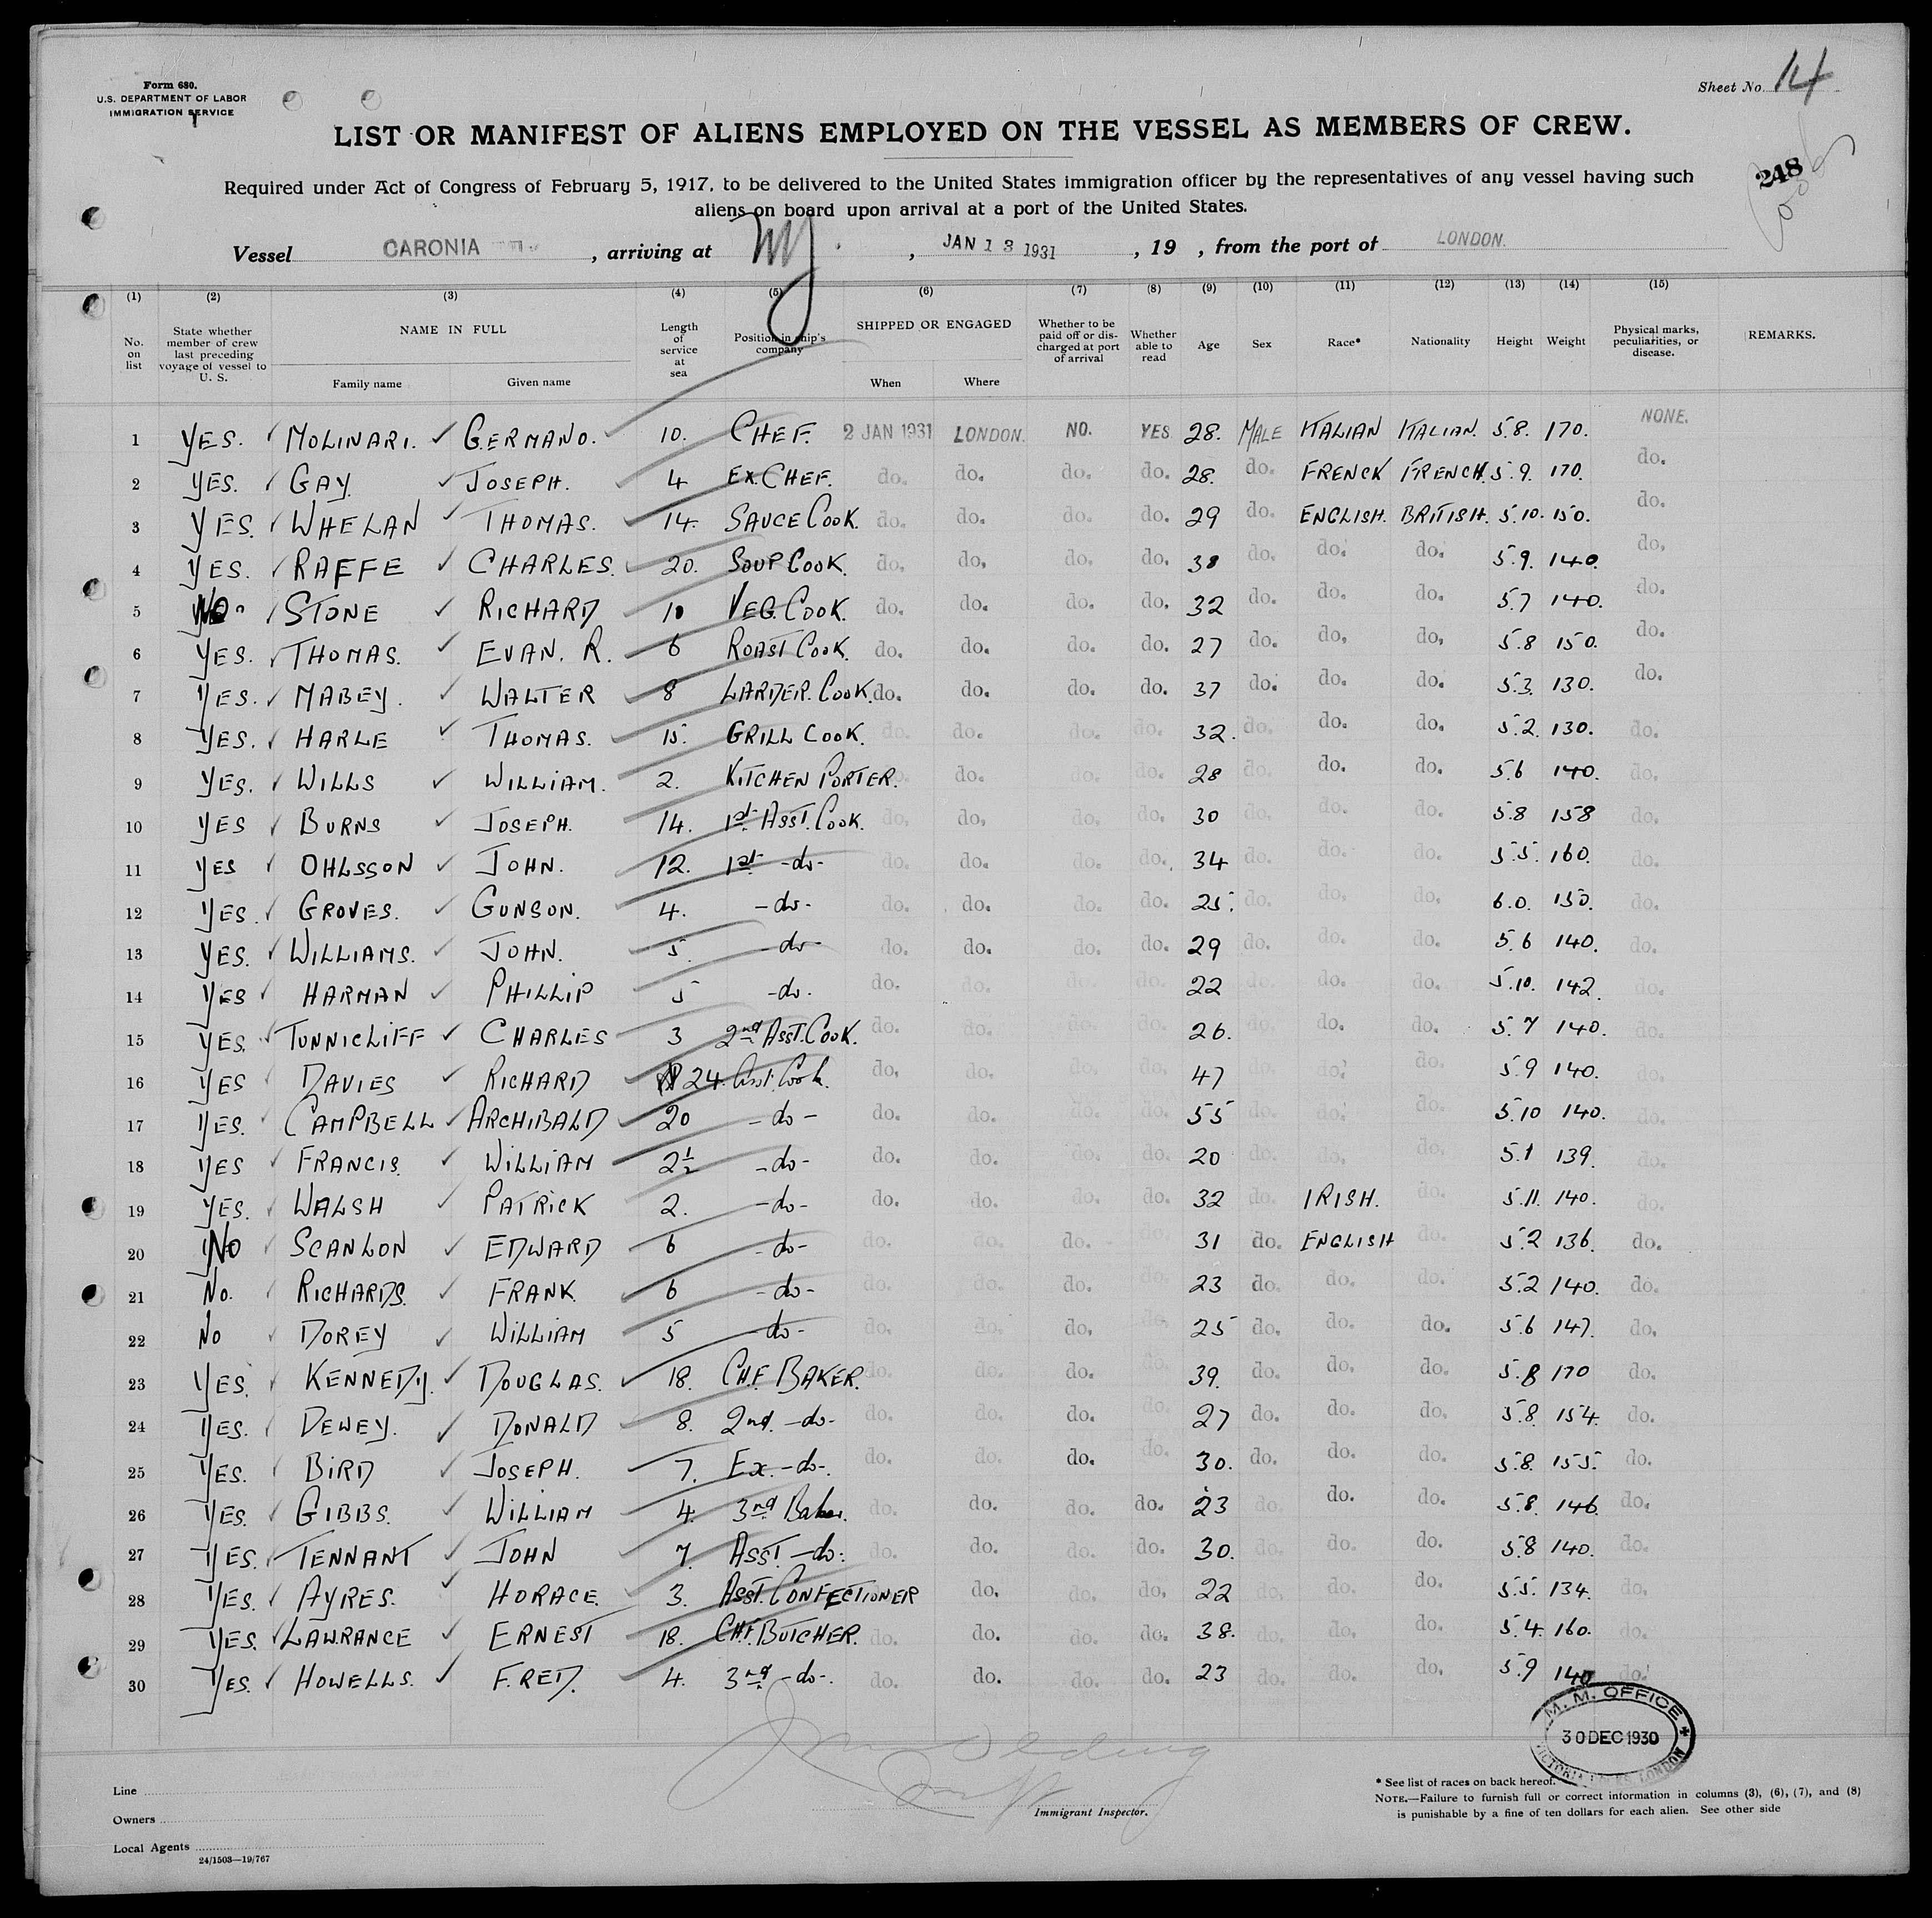 Form 680.
U.S. DEPARTMENT OF LABOR
IMMIGRATION SERVICE
Sheet No. 14
LIST OR MANIFEST OF ALIENS EMPLOYED ON THE VESSEL AS MEMBERS OF CREW.
248
Required under Act of Congress of February 5, 1917, to be delivered to the United States immigration officer by the representatives of any vessel having such
aliens on board upon arrival at a port of the United States.
Vessel CARONIA, arriving at NY., JAN 13 1931, 19 , from the port of LONDON.
(1) (2) (3) (4) (5) (6) (7) (8) (9) (10) (11) (12) (13) (14) (15)
No. on list | State whether member of crew last preceding voyage of vessel to U. S. | NAME IN FULL | Length of service at sea | Position in ship's company | SHIPPED OR ENGAGED | Whether to be paid off or discharged at port of arrival | Whether able to read | Age | Sex | Race* | Nationality | Height | Weight | Physical marks, peculiarities, or disease. | REMARKS.
Family name | Given name | When | Where
1 YES. MOLINARI. GERMANO. 10. CHEF. 2 JAN 1931 LONDON. NO. YES 28. MALE ITALIAN ITALIAN. 5.8. 170. NONE.
2 YES. GAY. JOSEPH. 4 EX.CHEF. do. do. do. do. 28. do. FRENCH FRENCH. 5.9. 170. do.
3 YES. WHELAN THOMAS. 14. SAUCE COOK. do. do. do. do. 29 do. ENGLISH. BRITISH. 5.10. 150. do.
4 YES. RAFFE CHARLES. 20. SOUP COOK. do. do. do. do. 38 do. do. do. 5.9. 140. do.
5 NO STONE RICHARD 10 VEG. COOK. do. do. do. do. 32 do. do. do. 5.7 140. do.
6 YES. THOMAS. EVAN. R. 6 ROAST COOK. do. do. do. do. 27 do. do. do. 5.8 150. do.
7 YES. MABEY. WALTER 8 LARDER. COOK. do. do. do. do. 37 do. do. do. 5.3. 130. do.
8 YES. HARLE THOMAS. 15. GRILL COOK. do. do. do. do. 32. do. do. do. 5.2. 130. do.
9 YES. WILLS WILLIAM. 2. KITCHEN PORTER. do. do. do. do. 28 do. do. do. 5.6 140. do.
10 YES BURNS JOSEPH. 14. 1st ASST. COOK. do. do. do. do. 30 do. do. do. 5.8 158 do.
11 YES OHLSSON JOHN. 12. 1st -do- do. do. do. do. 34 do. do. do. 5.5. 160. do.
12 YES. GROVES. GUNSON. 4. -do- do. do. do. do. 25. do. do. do. 6.0. 150. do.
13 YES. WILLIAMS. JOHN. 5. -do- do. do. do. do. 29 do. do. do. 5.6 140. do.
14 YES HARMAN PHILLIP 5 -do. do. do. do. do. 22 do. do. do. 5.10. 142. do.
15 YES. TUNNICLIFF CHARLES 3 2nd ASST. COOK. do. do. do. do. 26. do. do. do. 5.7 140. do.
16 YES DAVIES RICHARD 24. Asst. Cook. do. do. do. do. 47 do. do. do. 5.9 140. do.
17 YES. CAMPBELL ARCHIBALD 20 -do- do. do. do. do. 55 do. do. do. 5.10 140. do.
18 YES FRANCIS. WILLIAM 2½ -do- do. do. do. do. 20 do. do. do. 5.1 139. do.
19 YES. WALSH PATRICK 2. -do- do. do. do. do. 32 do. IRISH. do. 5.11. 140. do.
20 NO SCANLON EDWARD 6 -do- do. do. do. do. 31 do. ENGLISH do. 5.2 136. do.
21 No. RICHARDS. FRANK. 6 -do- do. do. do. do. 23 do. do. do. 5.2 140. do.
22 No DOREY WILLIAM 5 -do- do. do. do. do. 25 do. do. do. 5.6 147. do.
23 YES. KENNEDY. DOUGLAS. 18. CHF. BAKER. do. do. do. do. 39. do. do. do. 5.8 170 do.
24 YES. DEWEY. DONALD 8. 2nd. -do- do. do. do. do. 27 do. do. do. 5.8. 154. do.
25 YES. BIRD JOSEPH. 7. Ex. -do-. do. do. do. do. 30. do. do. do. 5.8. 155. do.
26 YES. GIBBS. WILLIAM 4. 3rd Baker. do. do. do. do. 23 do. do. do. 5.8. 146. do.
27 YES. TENNANT JOHN 7. ASST. -do- do. do. do. do. 30. do. do. do. 5.8 140. do.
28 YES. AYRES. HORACE. 3. ASST. CONFECTIONER do. do. do. 22 do. do. do. 5.5. 134. do.
29 YES. LAWRANCE ERNEST 18. CHF. BUTCHER. do. do. do. do. 38. do. do. do. 5.4. 160. do.
30 YES. HOWELLS. FRED. 4. 3rd -do-. do. do. do. do. 23 do. do. do. 5.9 140 do.
M. M. OFFICE
30 DEC 1930
VICTORIA DOCKS LONDON
Line
Owners
Local Agents
24/1503—19/767
Immigrant Inspector.
* See list of races on back hereof.
NOTE.—Failure to furnish full or correct information in columns (3), (6), (7), and (8)
is punishable by a fine of ten dollars for each alien. See other side